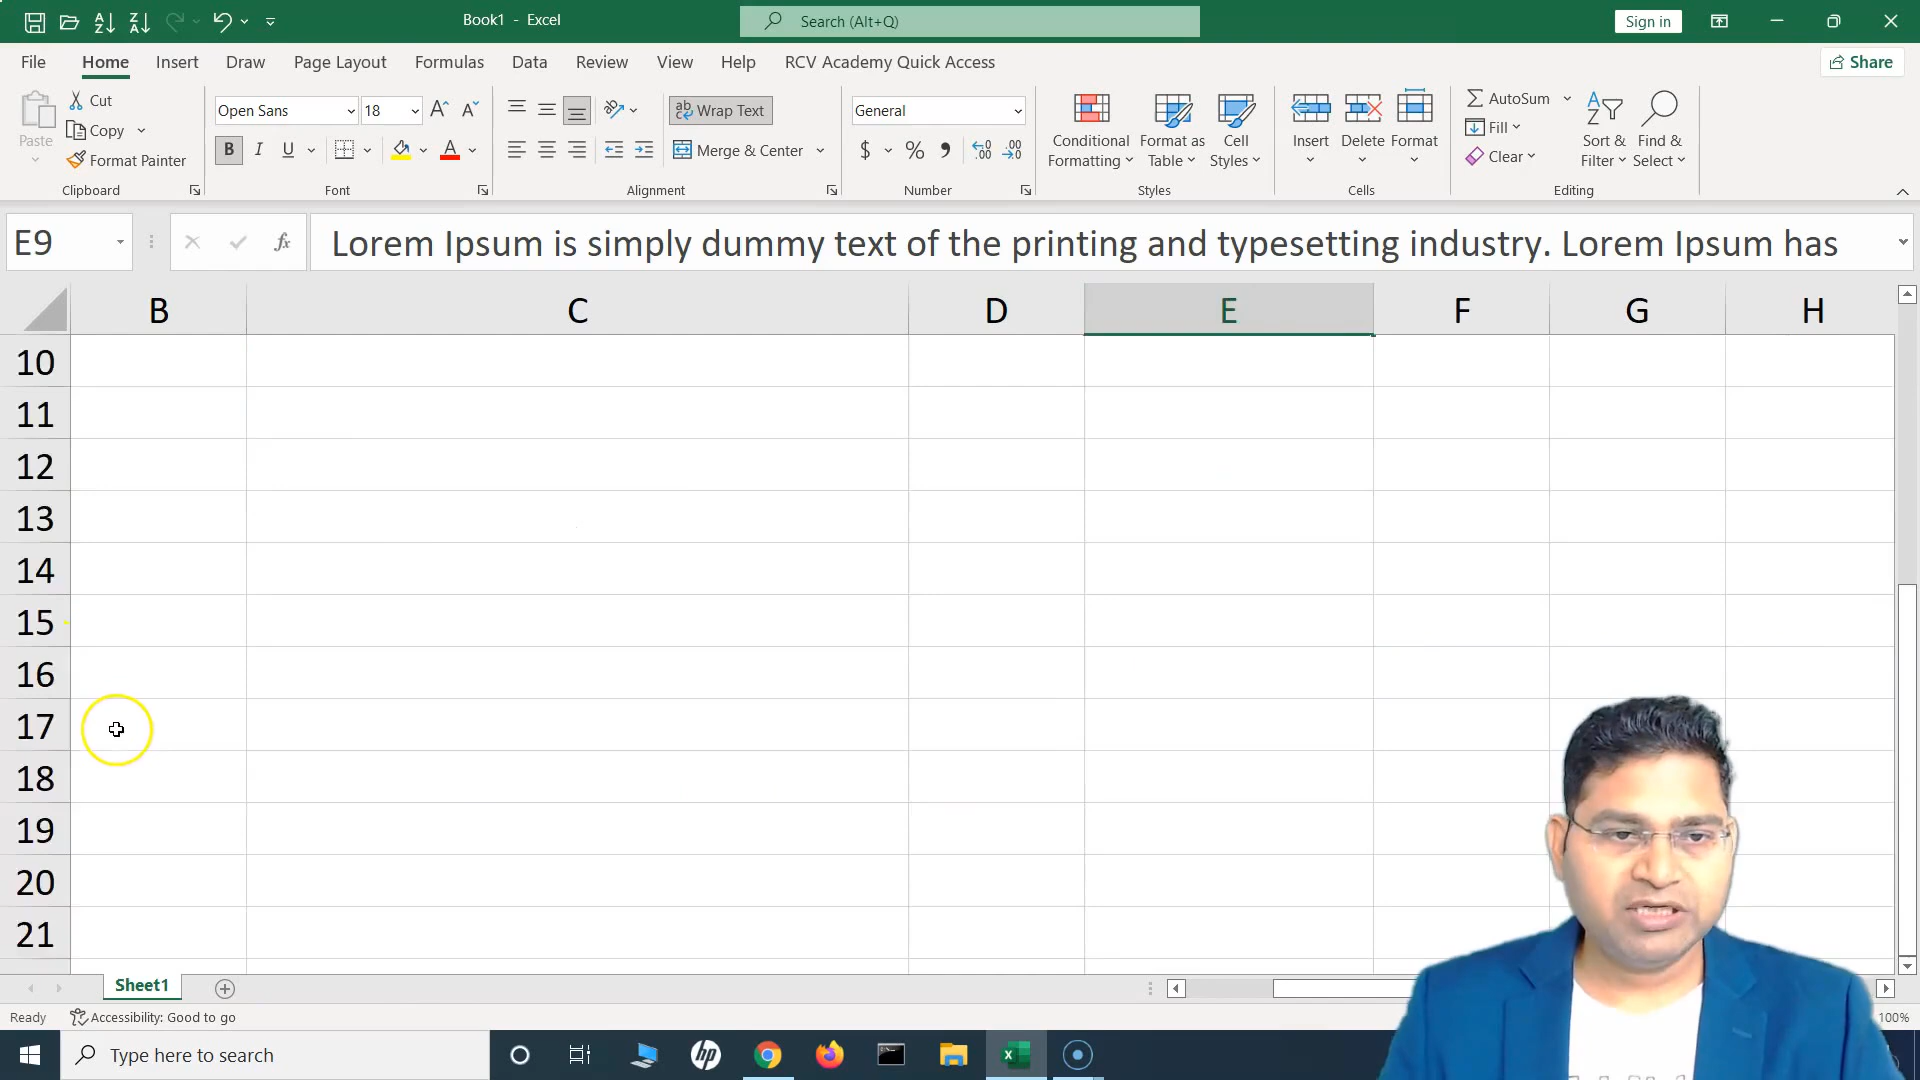 Book1 - Excel
Search (Alt+Q)
Sign in
File Home Insert Draw Page Layout Formulas Data Review View Help RCV Academy Quick Access
Share
Paste
Cut
Copy
Format Painter
Clipboard
Open Sans 18
B I U
Font
Wrap Text
Merge & Center
Alignment
General
$ % ,
Number
Conditional Formatting
Format as Table
Cell Styles
Styles
Insert Delete Format
Cells
AutoSum
Fill
Clear
Sort & Filter
Find & Select
Editing
E9
fx
Lorem Ipsum is simply dummy text of the printing and typesetting industry. Lorem Ipsum has
B C D E F G H
10
11
12
13
14
15
16
17
18
19
20
21
Sheet1
Ready
Accessibility: Good to go
100%
Type here to search